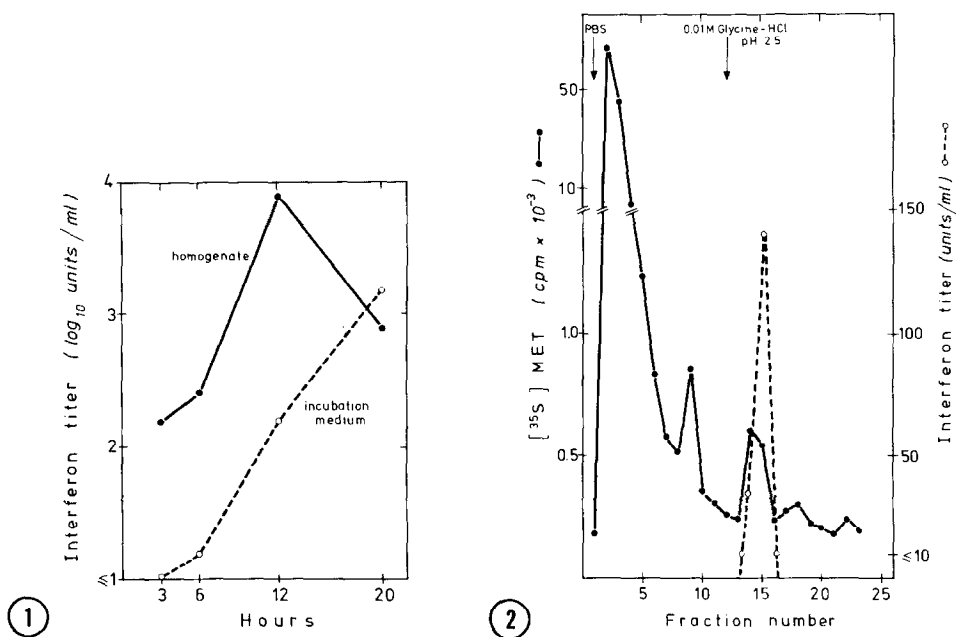 4
3
2
≤1
Interferon titer (log10 units/ml)
homogenate
incubation
medium
3 6 12 20
Hours
1
PBS
0.01M Glycine-HCl
pH 2.5
50
10
1.0
0.5
[35S] MET (cpm x 10-3)
150
100
50
≤10
Interferon titer (units/ml)
5 10 15 20 25
Fraction number
2